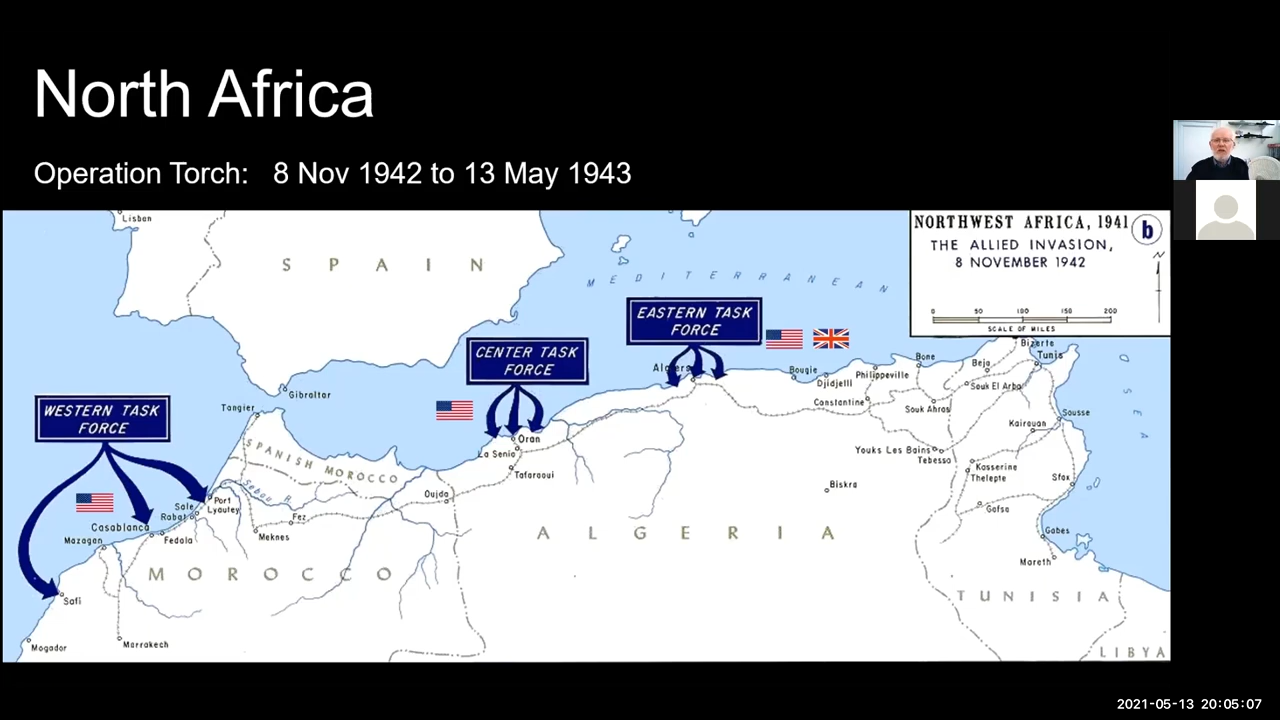 North Africa
Operation Torch: 8 Nov 1942 to 13 May 1943
Lisban
SPAIN
MEDITERRANEAN
SEA
NORTHWEST AFRICA, 1941
b
THE ALLIED INVASION,
8 NOVEMBER 1942
N
0 50 100 150 200
SCALE OF MILES
EASTERN TASK
FORCE
CENTER TASK
FORCE
WESTERN TASK
FORCE
Gibraltar
Tangier
SPANISH MOROCCO
Sebou R.
Port
Lyautey
Sale
Rabat
Casablanca
Fedala
Mazagan
Meknes
Fez
Oujda
MOROCCO
Safi
Mogador
Marrakech
Oran
La Senia
Tafaraoui
Algiers
Bougie
Djidjelli
Philippeville
Bone
Constantine
Souk Ahras
Beja
Souk El Arba
Bizerte
Tunis
Sousse
Kairouan
Youks Les Bains
Tebessa
Kasserine
Thelepte
Sfax
Gafsa
Gabes
Mareth
Biskra
ALGERIA
TUNISIA
LIBYA
2021-05-13 20:05:07